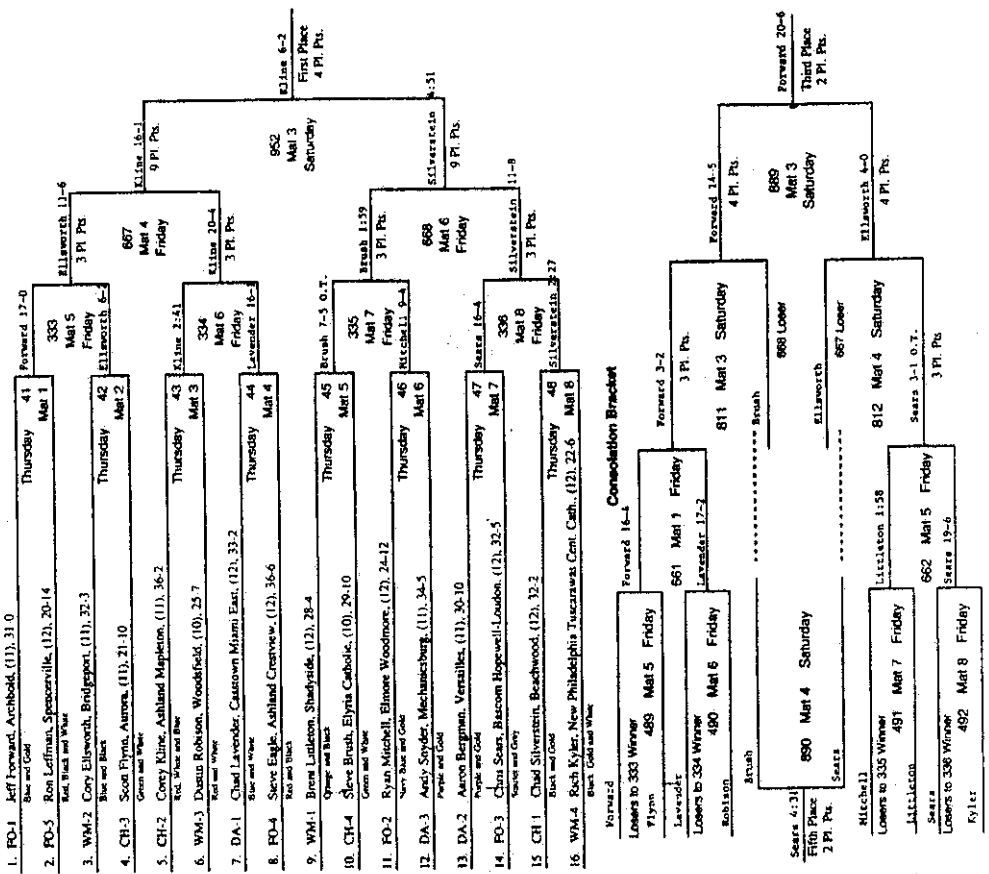 1. FO-1 Jeff Forward, Archbold, (11), 31-0
Blue and Gold
Thursday 41
Mat 1
2. FO-5 Ron Leffman, Spencerville, (12), 20-14
Red, Black and White
3. WM-2 Cory Ellsworth, Bridgeport, (11), 32-3
Blue and Black
Thursday 42
Mat 2
4. CH-3 Scott Flynn, Aurora, (11), 21-10
Green and White
5. CH-2 Corey Kline, Ashland Mapleton, (11), 36-2
Red, White and Blue
Thursday 43
Mat 3
6. WM-3 Dustin Robison, Woodsfield, (10), 25-7
Red and White
7. DA-1 Chad Lavender, Casstown Miami East, (12), 33-2
Blue and White
Thursday 44
Mat 4
8. FO-4 Steve Eagle, Ashland Crestview, (12), 36-6
Red and Black
9. WM-1 Brent Littleton, Shadyside, (12), 28-4
Orange and Black
Thursday 45
Mat 5
10. CH-4 Steve Brush, Elyria Catholic, (10), 29-10
Green and White
11. FO-2 Ryan Mitchell, Elmore Woodmore, (12), 24-12
Navy Blue and Gold
Thursday 46
Mat 6
12. DA-3 Andy Snyder, Mechanicsburg, (11), 34-5
Purple and Gold
13. DA-2 Aaron Bergman, Versailles, (11), 30-10
Purple and Gold
Thursday 47
Mat 7
14. FO-3 Chris Sears, Bascom Hopewell-Loudon, (12), 32-5
Scarlet and Grey
15 CH-1 Chad Silverstein, Beachwood, (12), 32-2
Black and Gold
Thursday 48
Mat 8
16. WM-4 Rich Kyler, New Philadelphia Tuscarawas Cent. Cath., (12), 22-6
Black Gold and White
Forward 17-0
333
Mat 5
Friday
Ellsworth
Kline 2:41
334
Mat 6
Friday
Lavender
Brush 7-5 O.T.
335
Mat 7
Friday
Mitchell 9-4
Sears 16-4
336
Mat 8
Friday
Silverstein
Ellsworth 11-6
3 Pl. Pts.
667
Mat 4
Friday
Kline 20-4
3 Pl. Pts.
Brush 1:59
3 Pl. Pts.
668
Mat 6
Friday
Silverstein 11-8
3 Pl. Pts.
Kline 16-1
9 Pl. Pts.
952
Mat 3
Saturday
Silverstein
9 Pl. Pts.
Kline 6-2
First Place
4 Pl. Pts.
Consolation Bracket
Forward
Losers to 333 Winner
489 Mat 5 Friday
Flynn
Lavender
Losers to 334 Winner
490 Mat 6 Friday
Robison
Forward 16-4
661 Mat 1 Friday
Lavender 17-2
Forward 3-2
3 Pl. Pts.
811 Mat 3 Saturday
Brush
668 Loser
Forward 14-5
4 Pl. Pts.
889
Mat 3
Saturday
Ellsworth 4-0
4 Pl. Pts.
Forward 20-6
Third Place
2 Pl. Pts.
Brush
890 Mat 4 Saturday
Sears
Sears
Fifth Place
2 Pl. Pts.
Ellsworth
667 Loser
812 Mat 4 Saturday
Sears 3-1 O.T.
3 Pl. Pts.
Mitchell
Losers to 335 Winner
491 Mat 7 Friday
Littleton
Sears
Losers to 336 Winner
492 Mat 8 Friday
Kyler
Littleton 1:58
662 Mat 5 Friday
Sears 19-6